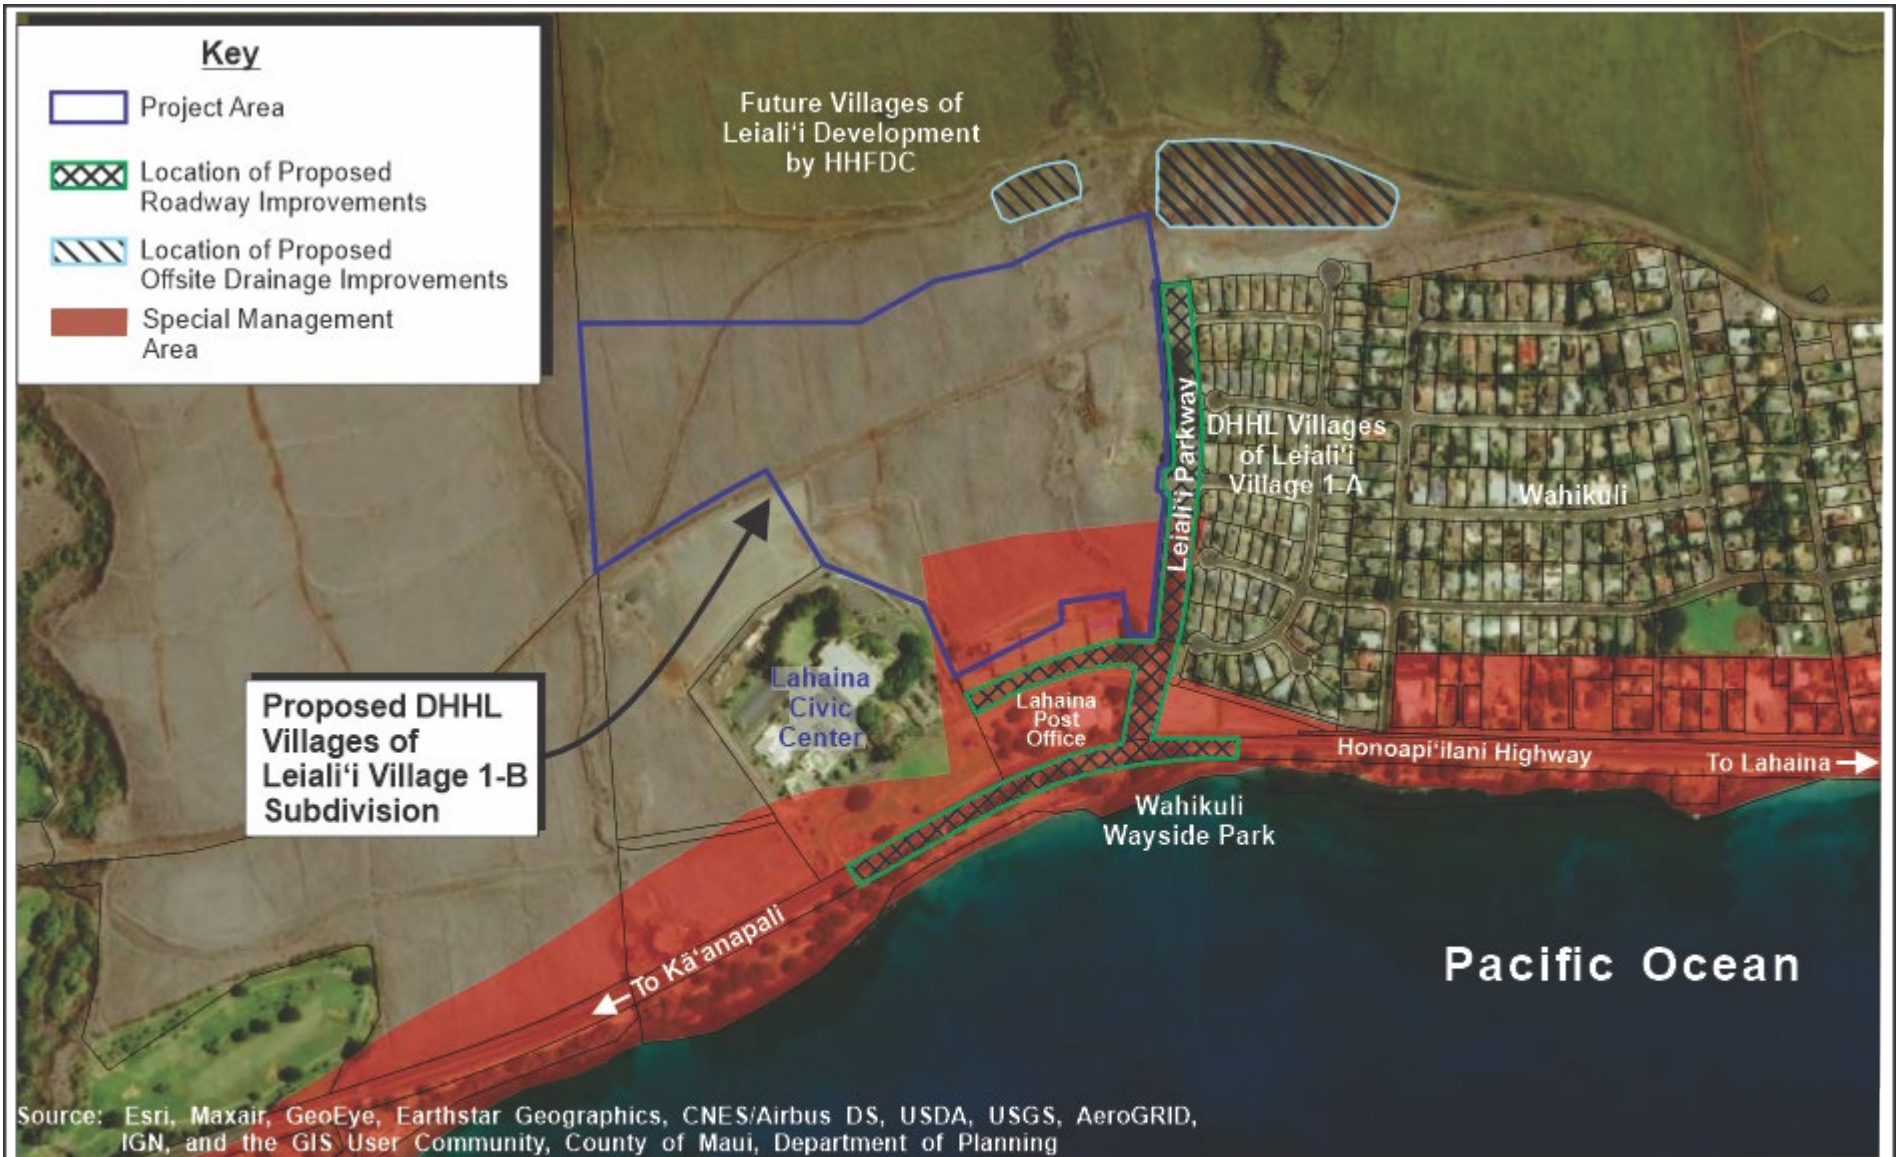 Key
Project Area
Location of Proposed
Roadway Improvements
Location of Proposed
Offsite Drainage Improvements
Special Management
Area
Future Villages of
Leiali‘i Development
by HHFDC
Leiali‘i Parkway
DHHL Villages
of Leiali‘i
Village 1-A
Wahikuli
Proposed DHHL
Villages of
Leiali‘i Village 1-B
Subdivision
Lahaina
Civic
Center
Lahaina
Post
Office
Honoapi‘ilani Highway
To Lahaina
Wahikuli
Wayside Park
To Kā‘anapali
Pacific Ocean
Source: Esri, Maxair, GeoEye, Earthstar Geographics, CNES/Airbus DS, USDA, USGS, AeroGRID,
IGN, and the GIS User Community, County of Maui, Department of Planning